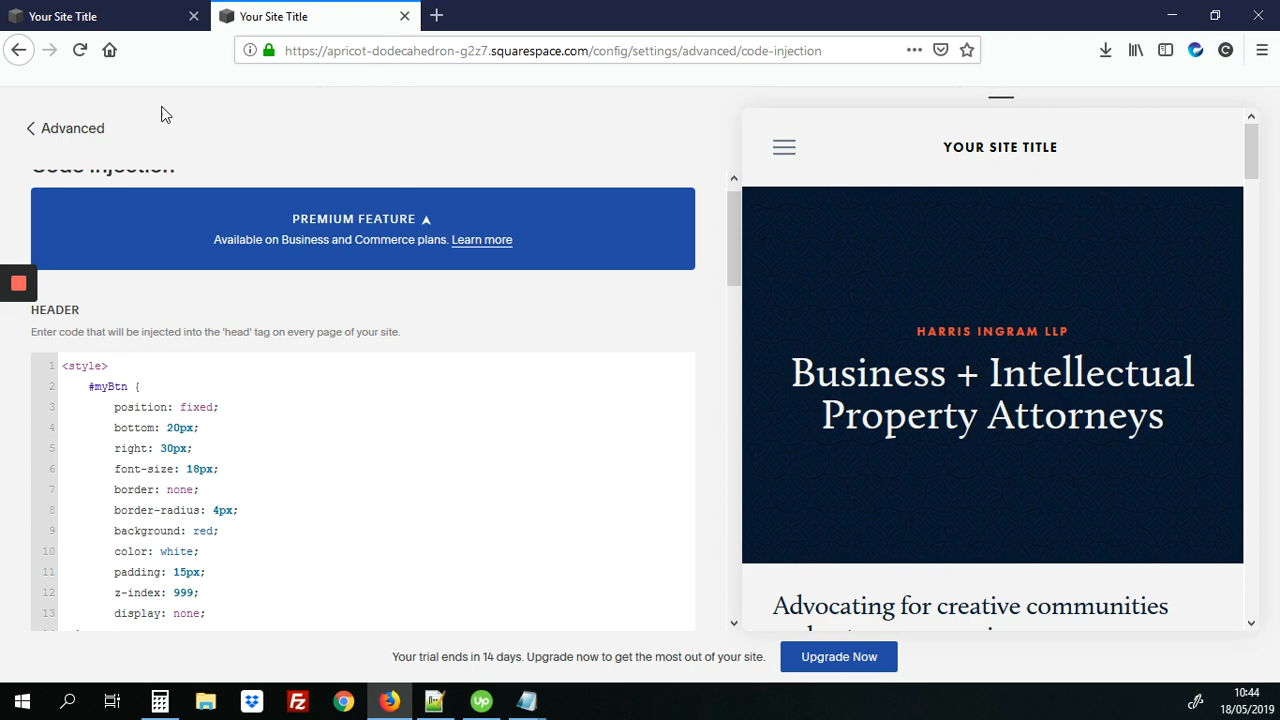 Your Site Title
Your Site Title
https://apricot-dodecahedron-g2z7.squarespace.com/config/settings/advanced/code-injection
Advanced
Code Injection
PREMIUM FEATURE
Available on Business and Commerce plans. Learn more
HEADER
Enter code that will be injected into the 'head' tag on every page of your site.
1 <style>
2 #myBtn {
3 position: fixed;
4 bottom: 20px;
5 right: 30px;
6 font-size: 18px;
7 border: none;
8 border-radius: 4px;
9 background: red;
10 color: white;
11 padding: 15px;
12 z-index: 999;
13 display: none;
YOUR SITE TITLE
HARRIS INGRAM LLP
Business + Intellectual
Property Attorneys
Advocating for creative communities
Your trial ends in 14 days. Upgrade now to get the most out of your site.
Upgrade Now
Up
10:44
18/05/2019